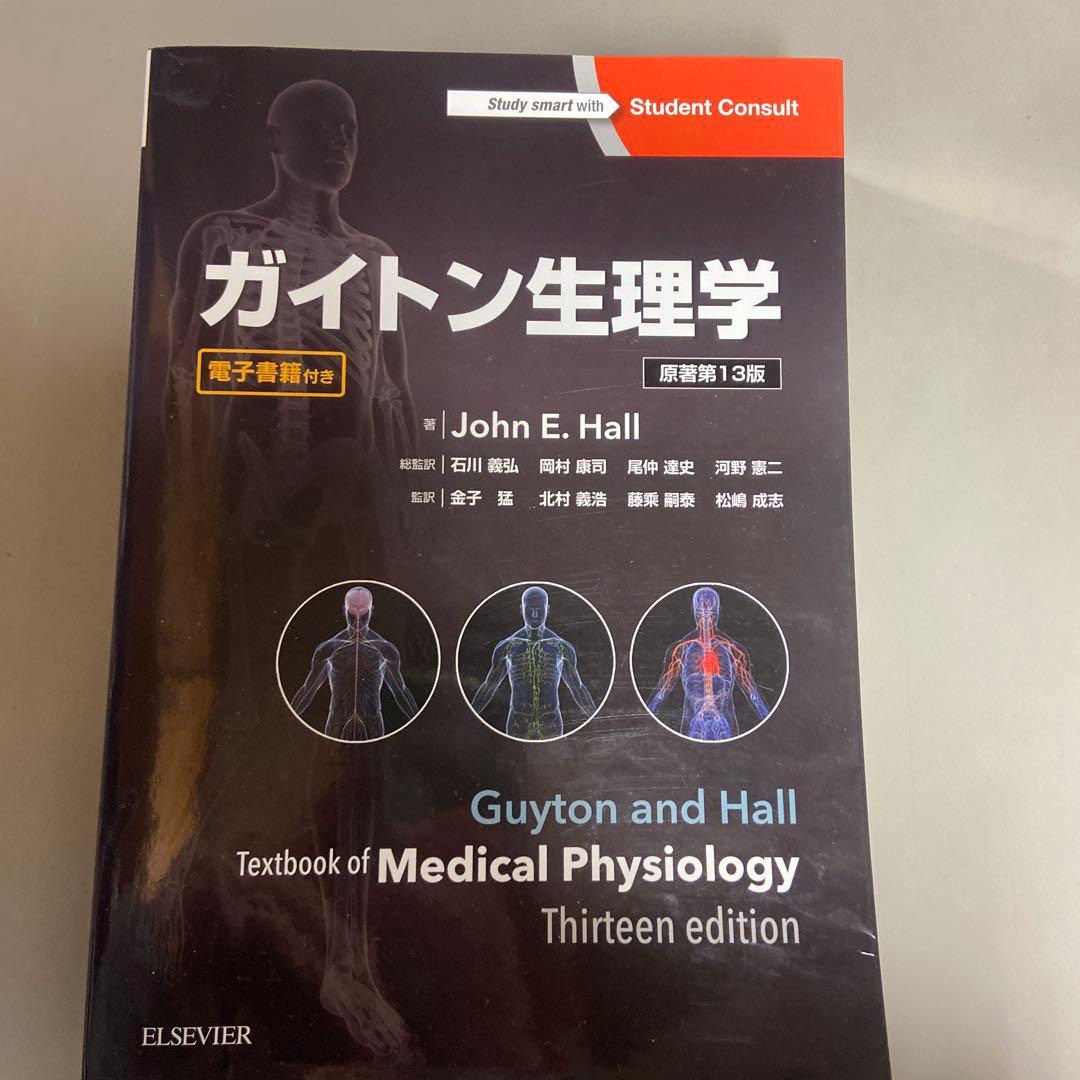 Study smart with Student Consult
ガイトン生理学
電子書籍付き
原著第13版
著 John E. Hall
総監訳 石川 義弘 岡村 康司 尾仲 達史 河野 憲二
監訳 金子 猛 北村 義浩 藤乘 嗣泰 松嶋 成志
Guyton and Hall
Textbook of Medical Physiology
Thirteen edition
ELSEVIER